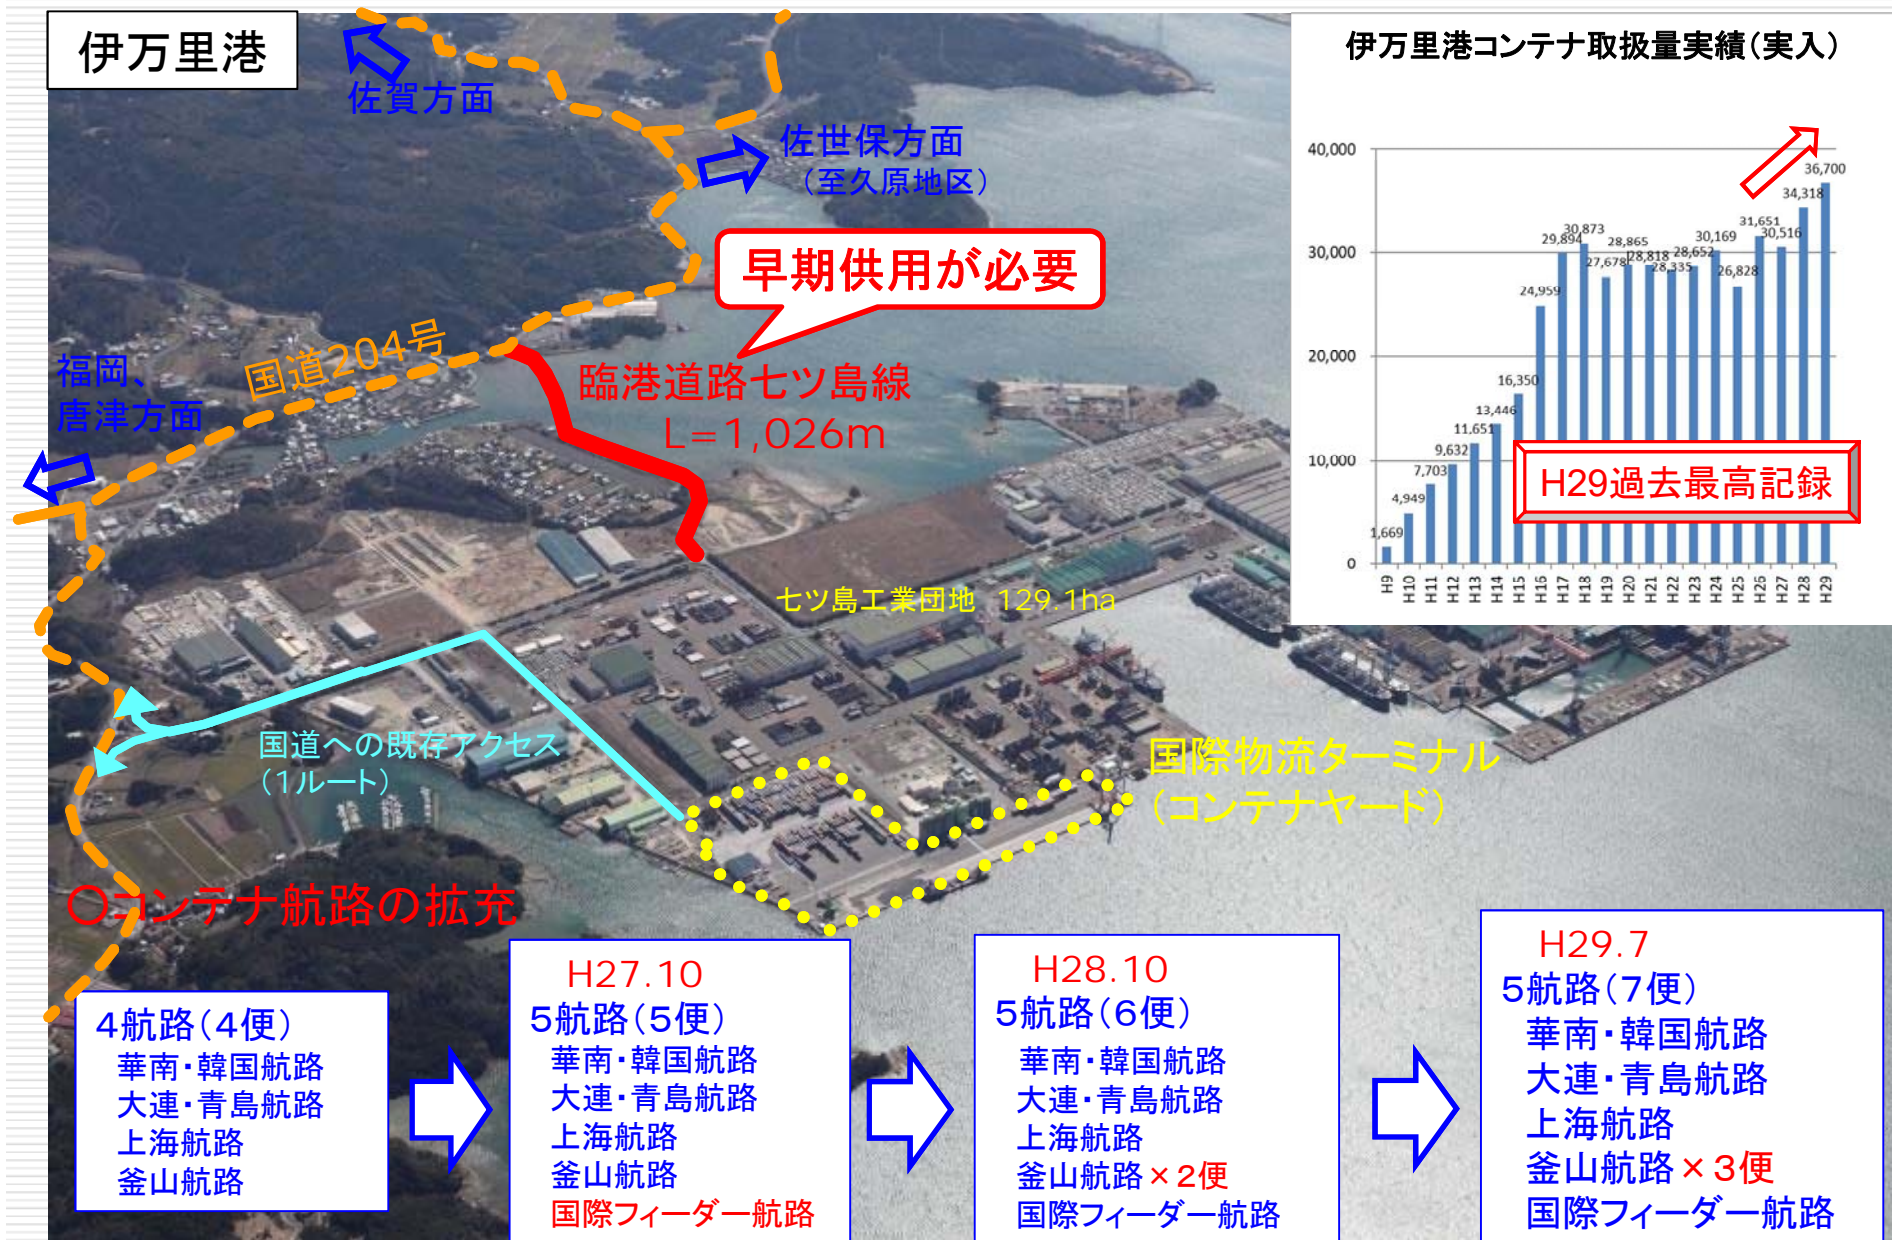 伊万里港
佐賀方面
佐世保方面
（至久原地区）
早期供用が必要
国道204号
福岡、
唐津方面
臨港道路七ツ島線
L=1,026m
七ツ島工業団地 129.1ha
国道への既存アクセス
（1ルート）
国際物流ターミナル
（コンテナヤード）
伊万里港コンテナ取扱量実績（実入）
40,000
30,000
20,000
10,000
0
1,669
4,949
7,703
9,632
11,651
13,446
16,350
24,959
29,894
30,873
27,678
28,865
28,818
28,335
28,652
30,169
26,828
31,651
30,516
34,318
36,700
H9
H10
H11
H12
H13
H14
H15
H16
H17
H18
H19
H20
H21
H22
H23
H24
H25
H26
H27
H28
H29
H29過去最高記録
○コンテナ航路の拡充
4航路（4便）
華南・韓国航路
大連・青島航路
上海航路
釜山航路
H27.10
5航路（5便）
華南・韓国航路
大連・青島航路
上海航路
釜山航路
国際フィーダー航路
H28.10
5航路（6便）
華南・韓国航路
大連・青島航路
上海航路
釜山航路×2便
国際フィーダー航路
H29.7
5航路（7便）
華南・韓国航路
大連・青島航路
上海航路
釜山航路×3便
国際フィーダー航路